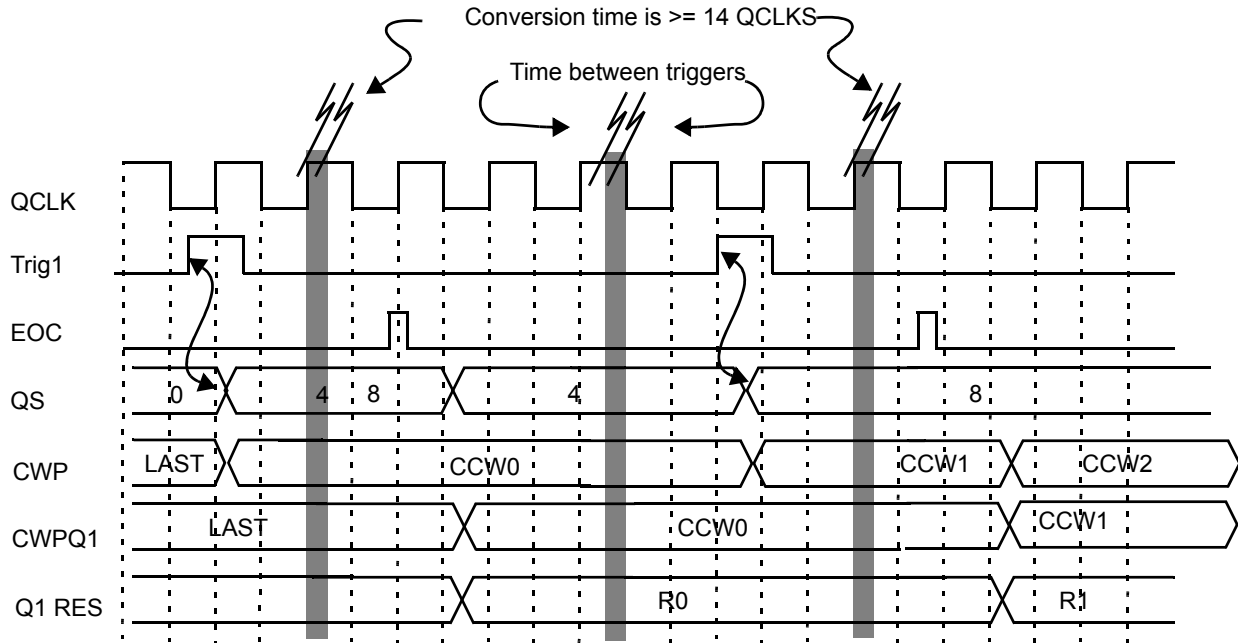 Conversion time is >= 14 QCLKS
Time between triggers
QCLK
Trig1
EOC
QS 0 4 8 4 8
CWP LAST CCW0 CCW1 CCW2
CWPQ1 LAST CCW0 CCW1
Q1 RES R0 R1